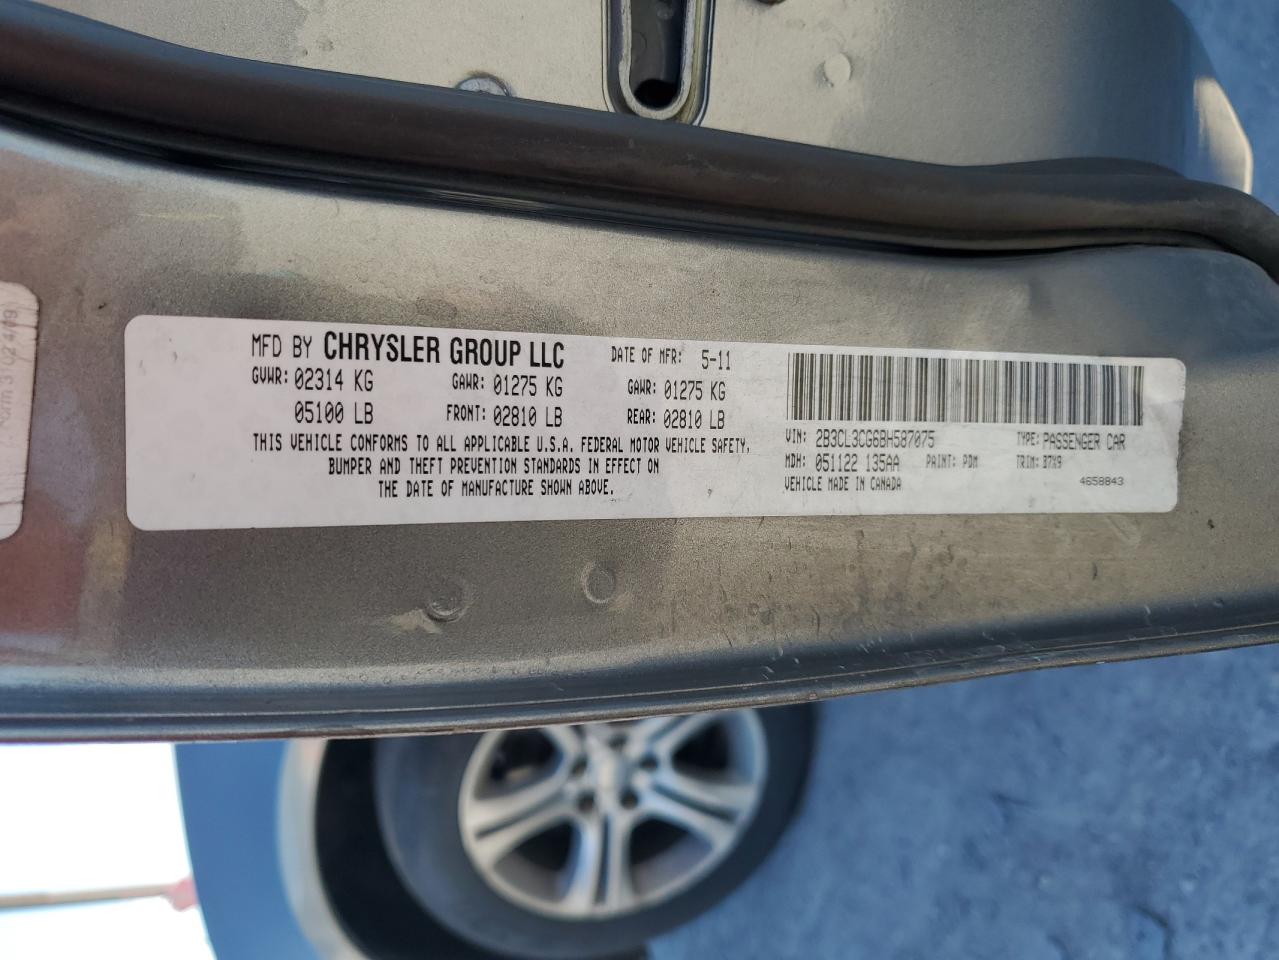 MFD BY CHRYSLER GROUP LLC DATE OF MFR: 5-11
GVWR: 02314 KG GAWR: 01275 KG GAWR: 01275 KG
05100 LB FRONT: 02810 LB REAR: 02810 LB
THIS VEHICLE CONFORMS TO ALL APPLICABLE U.S.A. FEDERAL MOTOR VEHICLE SAFETY,
BUMPER AND THEFT PREVENTION STANDARDS IN EFFECT ON
THE DATE OF MANUFACTURE SHOWN ABOVE.
VIN: 2B3CL3CG6BH587075 TYPE: PASSENGER CAR
MDH: 051122 135AA PAINT: PDM TRIM: B7X9
VEHICLE MADE IN CANADA 4658843